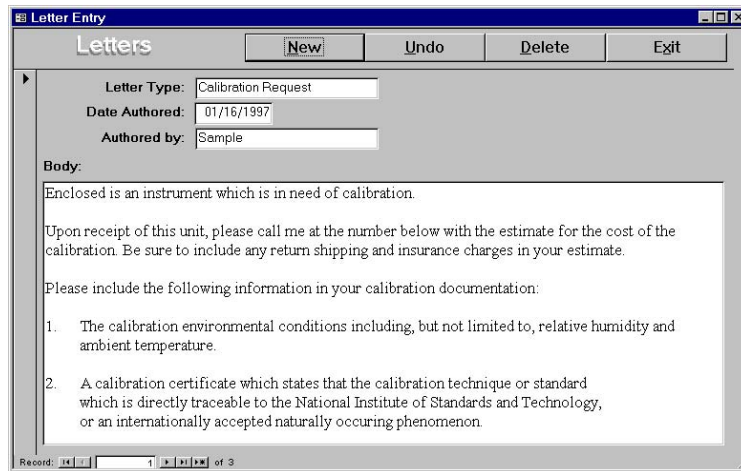 Letter Entry
Letters New Undo Delete Exit
Letter Type: Calibration Request
Date Authored: 01/16/1997
Authored by: Sample
Body:
Enclosed is an instrument which is in need of calibration.
Upon receipt of this unit, please call me at the number below with the estimate for the cost of the
calibration. Be sure to include any return shipping and insurance charges in your estimate.
Please include the following information in your calibration documentation:
1. The calibration environmental conditions including, but not limited to, relative humidity and
ambient temperature.
2. A calibration certificate which states that the calibration technique or standard
which is directly traceable to the National Institute of Standards and Technology,
or an internationally accepted naturally occuring phenomenon.
Record: 1 of 3